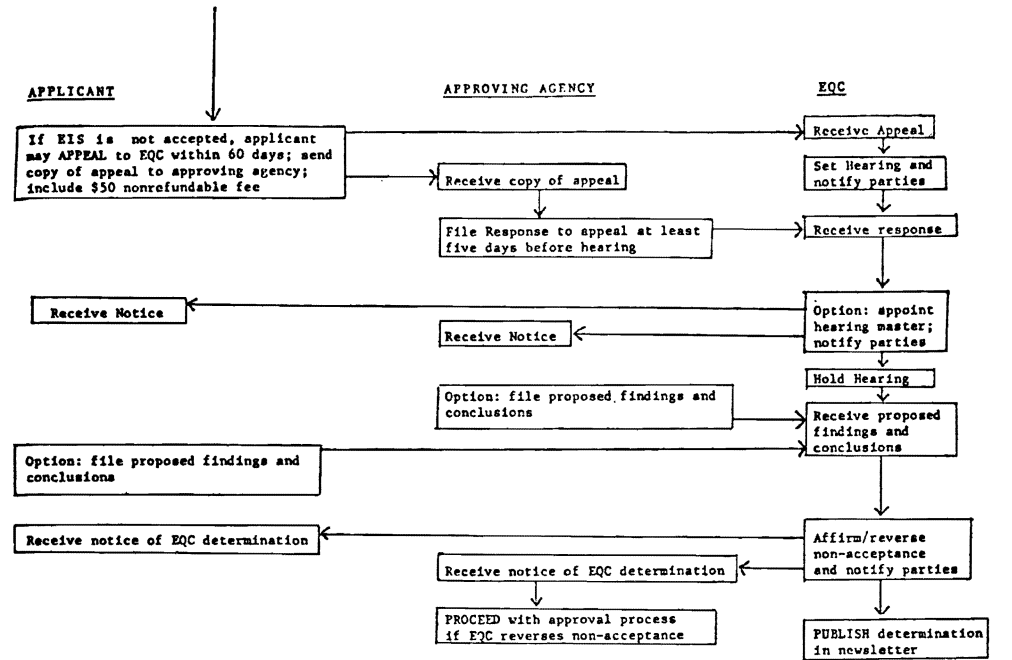 APPLICANT
APPROVING AGENCY
EQC
If EIS is not accepted, applicant
may APPEAL to EQC within 60 days; send
copy of appeal to approving agency;
include $50 nonrefundable fee
Receive Appeal
Receive copy of appeal
Set Hearing and
notify parties
File Response to appeal at least
five days before hearing
Receive response
Receive Notice
Receive Notice
Option: appoint
hearing master;
notify parties
Hold Hearing
Option: file proposed findings and
conclusions
Receive proposed
findings and
conclusions
Option: file proposed findings and
conclusions
Receive notice of EQC determination
Receive notice of EQC determination
Affirm/reverse
non-acceptance
and notify parties
PROCEED with approval process
if EQC reverses non-acceptance
PUBLISH determination
in newsletter